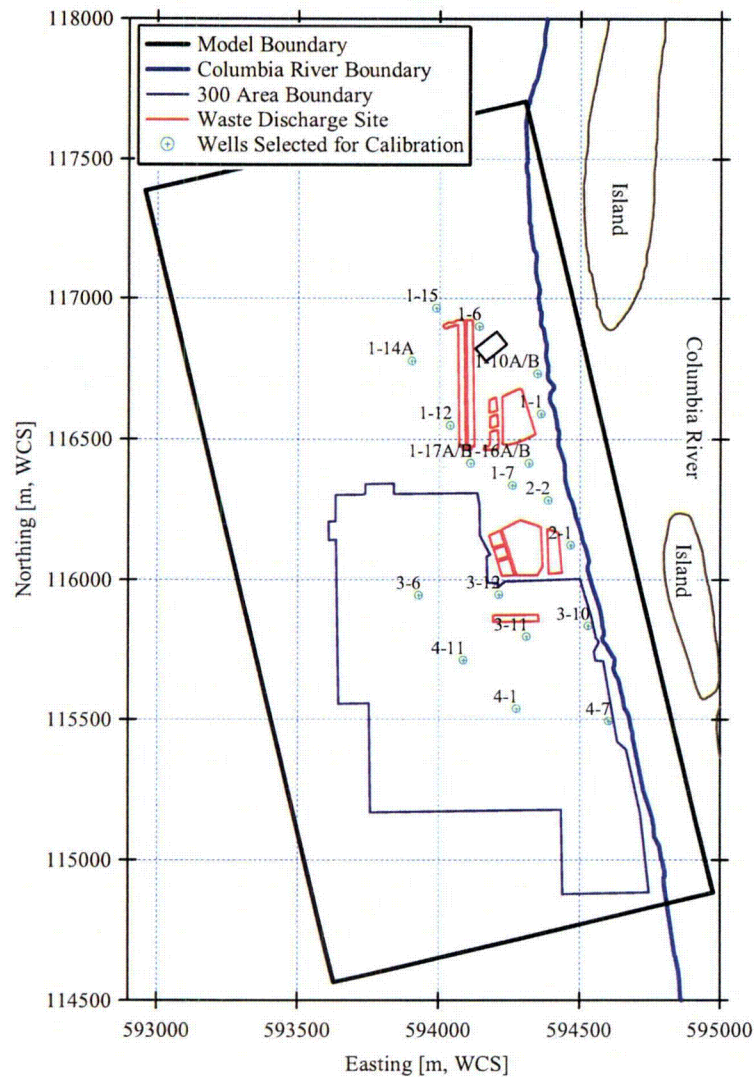 118000
Model Boundary
Columbia River Boundary
300 Area Boundary
Waste Discharge Site
Wells Selected for Calibration
117500
Island
117000
1-15
1-6
1-14A
1-10A/B
Columbia River
1-12
1-1
116500
1-17A/B
1-16A/B
1-7
2-2
2-1
Island
116000
3-6
3-12
3-11
3-10
4-11
4-1
4-7
115500
115000
114500
593000
593500
594000
594500
595000
Northing [m, WCS]
Easting [m, WCS]